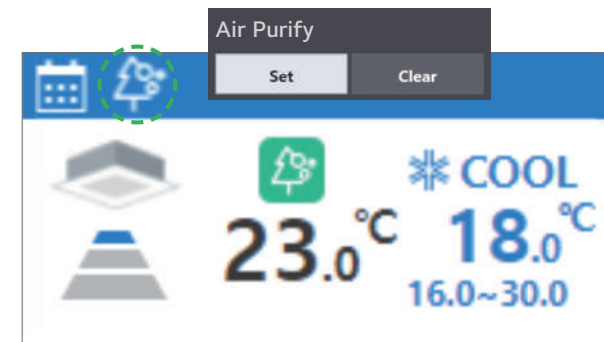 Air Purify
Set Clear
COOL
23.0℃ 18.0℃
16.0~30.0